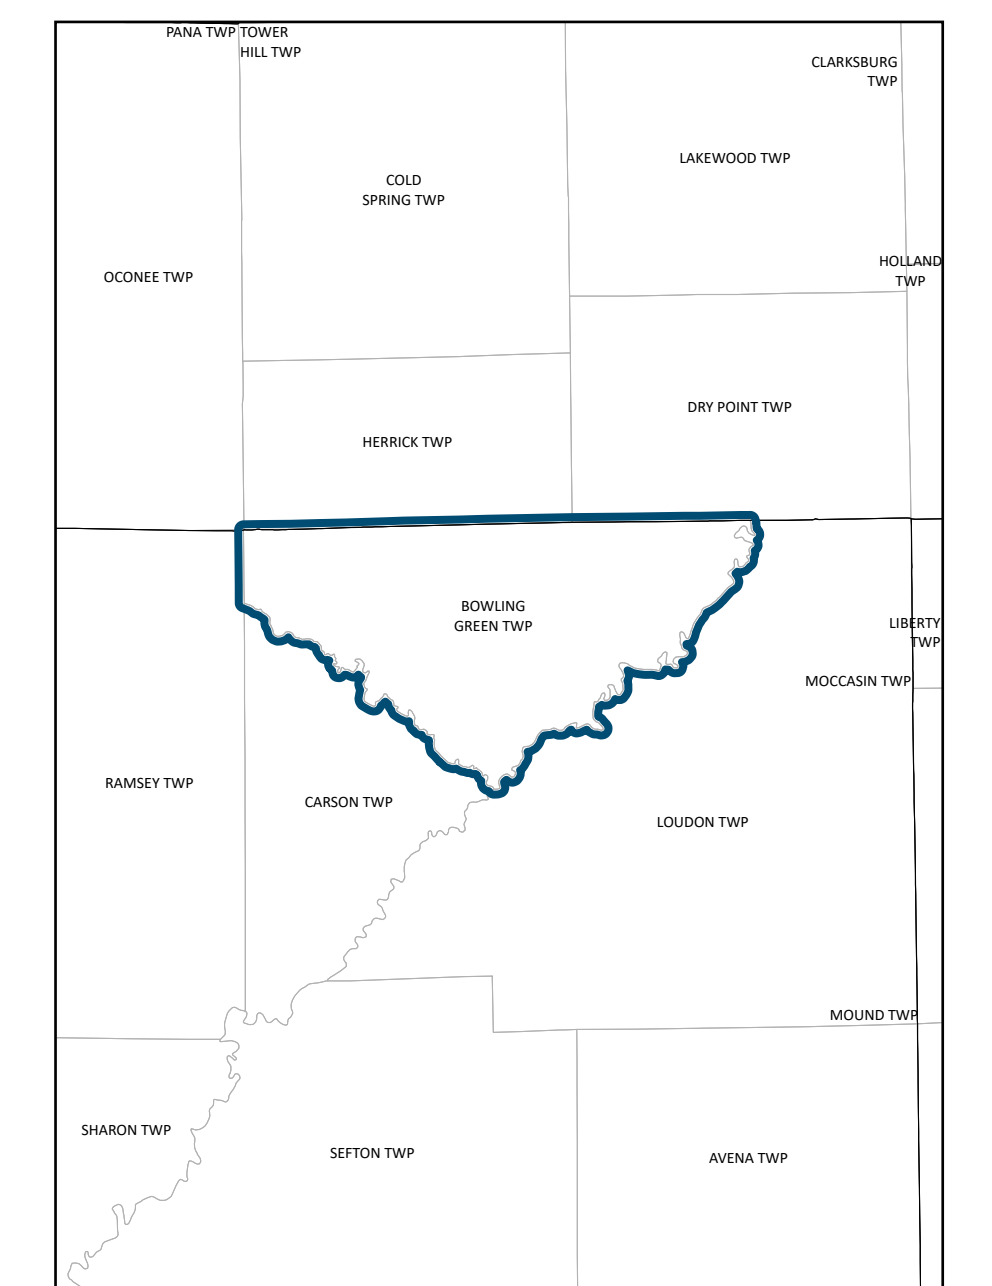 PANA TWP
TOWER
HILL TWP
CLARKSBURG
TWP
LAKEWOOD TWP
COLD
SPRING TWP
HOLLAND
TWP
OCONEE TWP
DRY POINT TWP
HERRICK TWP
BOWLING
GREEN TWP
LIBERTY
TWP
MOCCASIN TWP
RAMSEY TWP
CARSON TWP
LOUDON TWP
MOUND TWP
SHARON TWP
SEFTON TWP
AVENA TWP